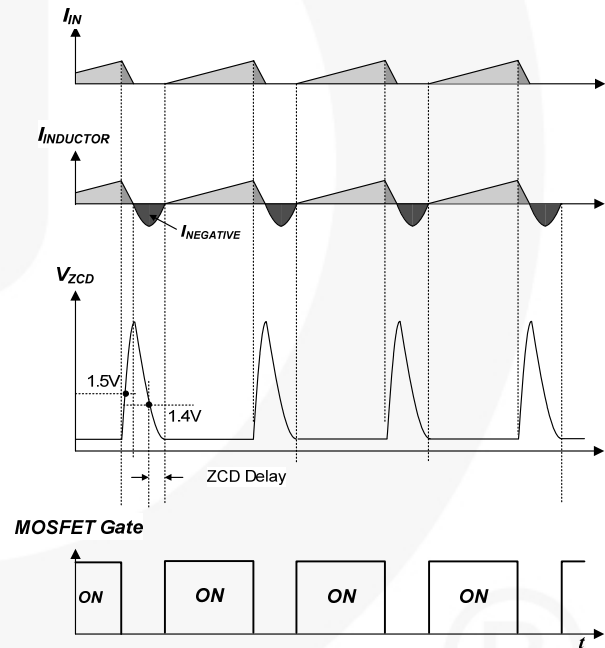 I_IN
I_INDUCTOR
I_NEGATIVE
V_ZCD
1.5V
1.4V
ZCD Delay
MOSFET Gate
ON ON ON ON
t
®